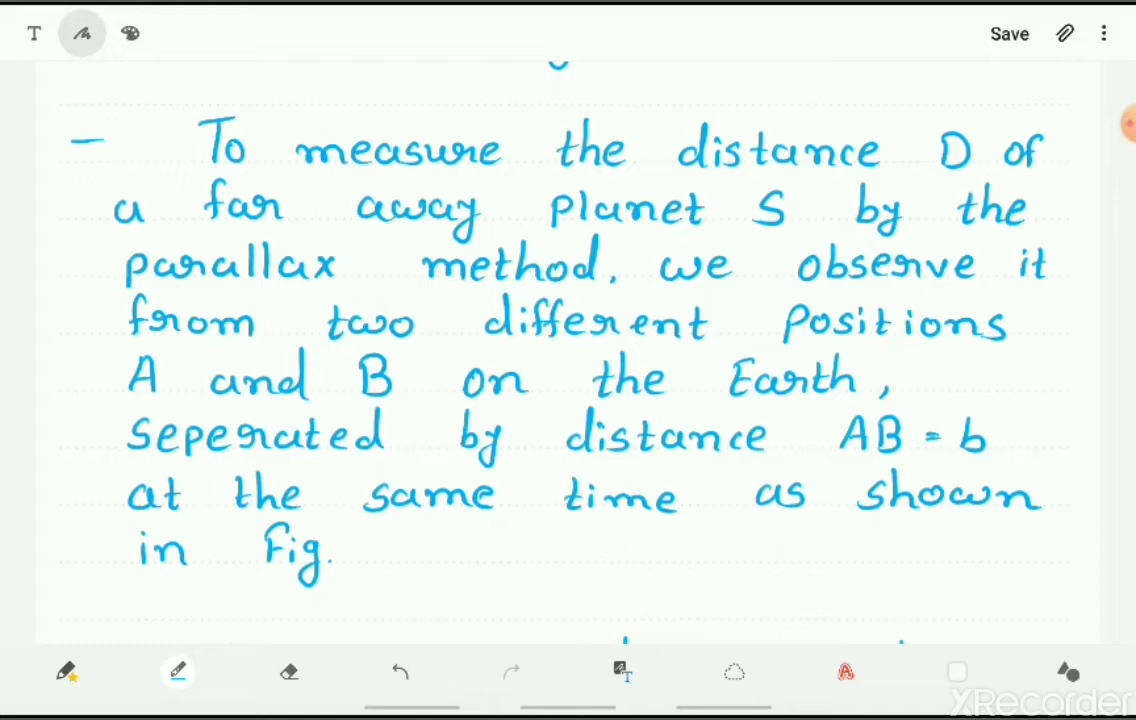 T
Save
- To measure the distance D of
a far away planet S by the
parallax method, we observe it
from two different positions
A and B on the Earth,
seperated by distance AB = b
at the same time as shown
in Fig.
XRecorder